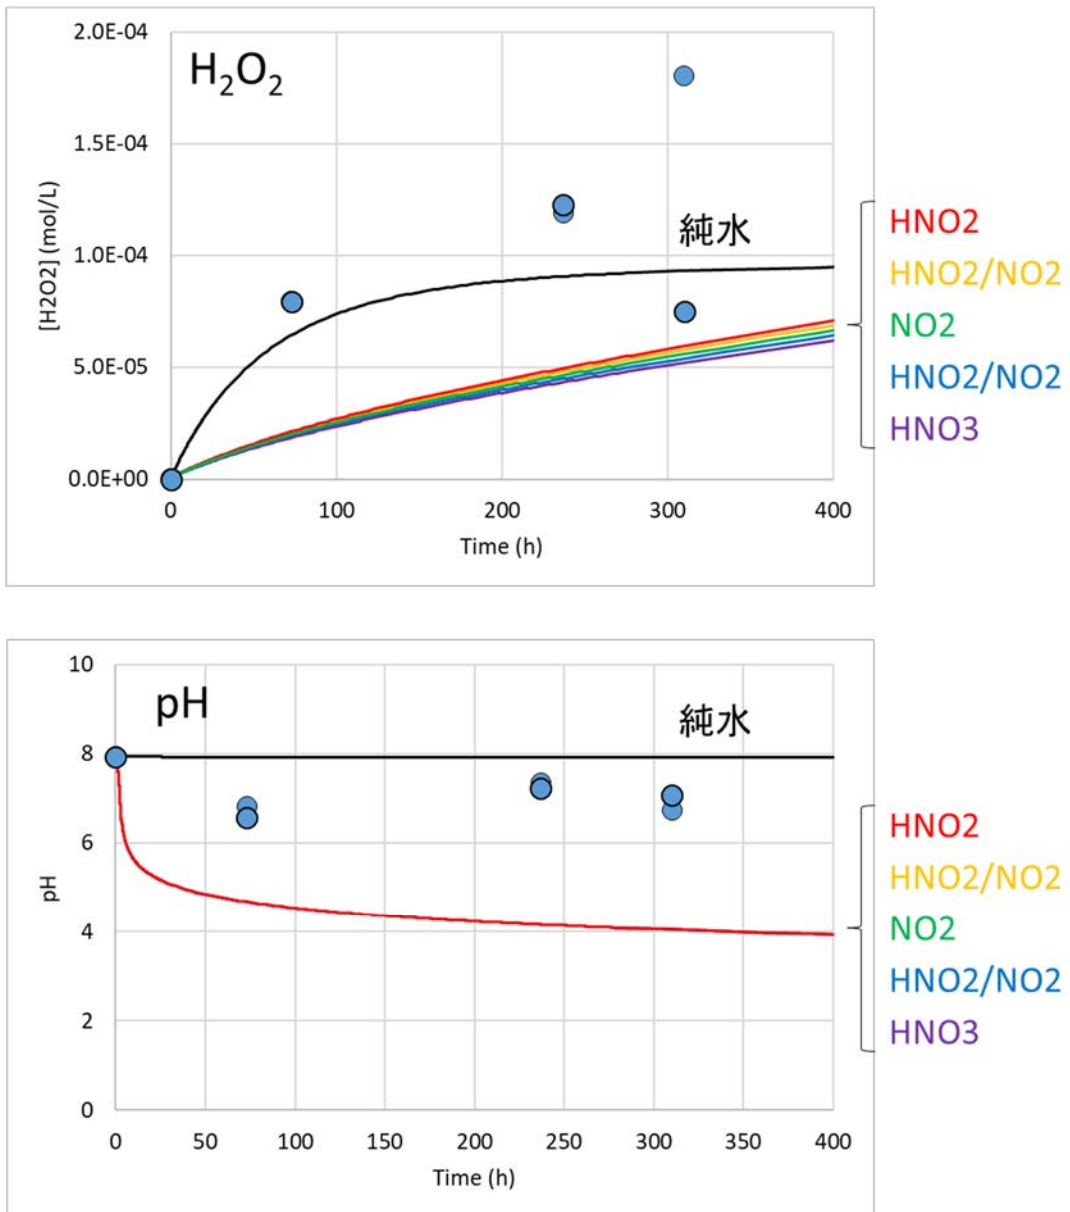 H₂O₂
2.0E-04
1.5E-04
1.0E-04
5.0E-05
0.0E+00
[H2O2] (mol/L)
純水
0 100 200 300 400
Time (h)
HNO2
HNO2/NO2
NO2
HNO2/NO2
HNO3
pH
10
8
6
4
2
0
pH
純水
0 50 100 150 200 250 300 350 400
Time (h)
HNO2
HNO2/NO2
NO2
HNO2/NO2
HNO3